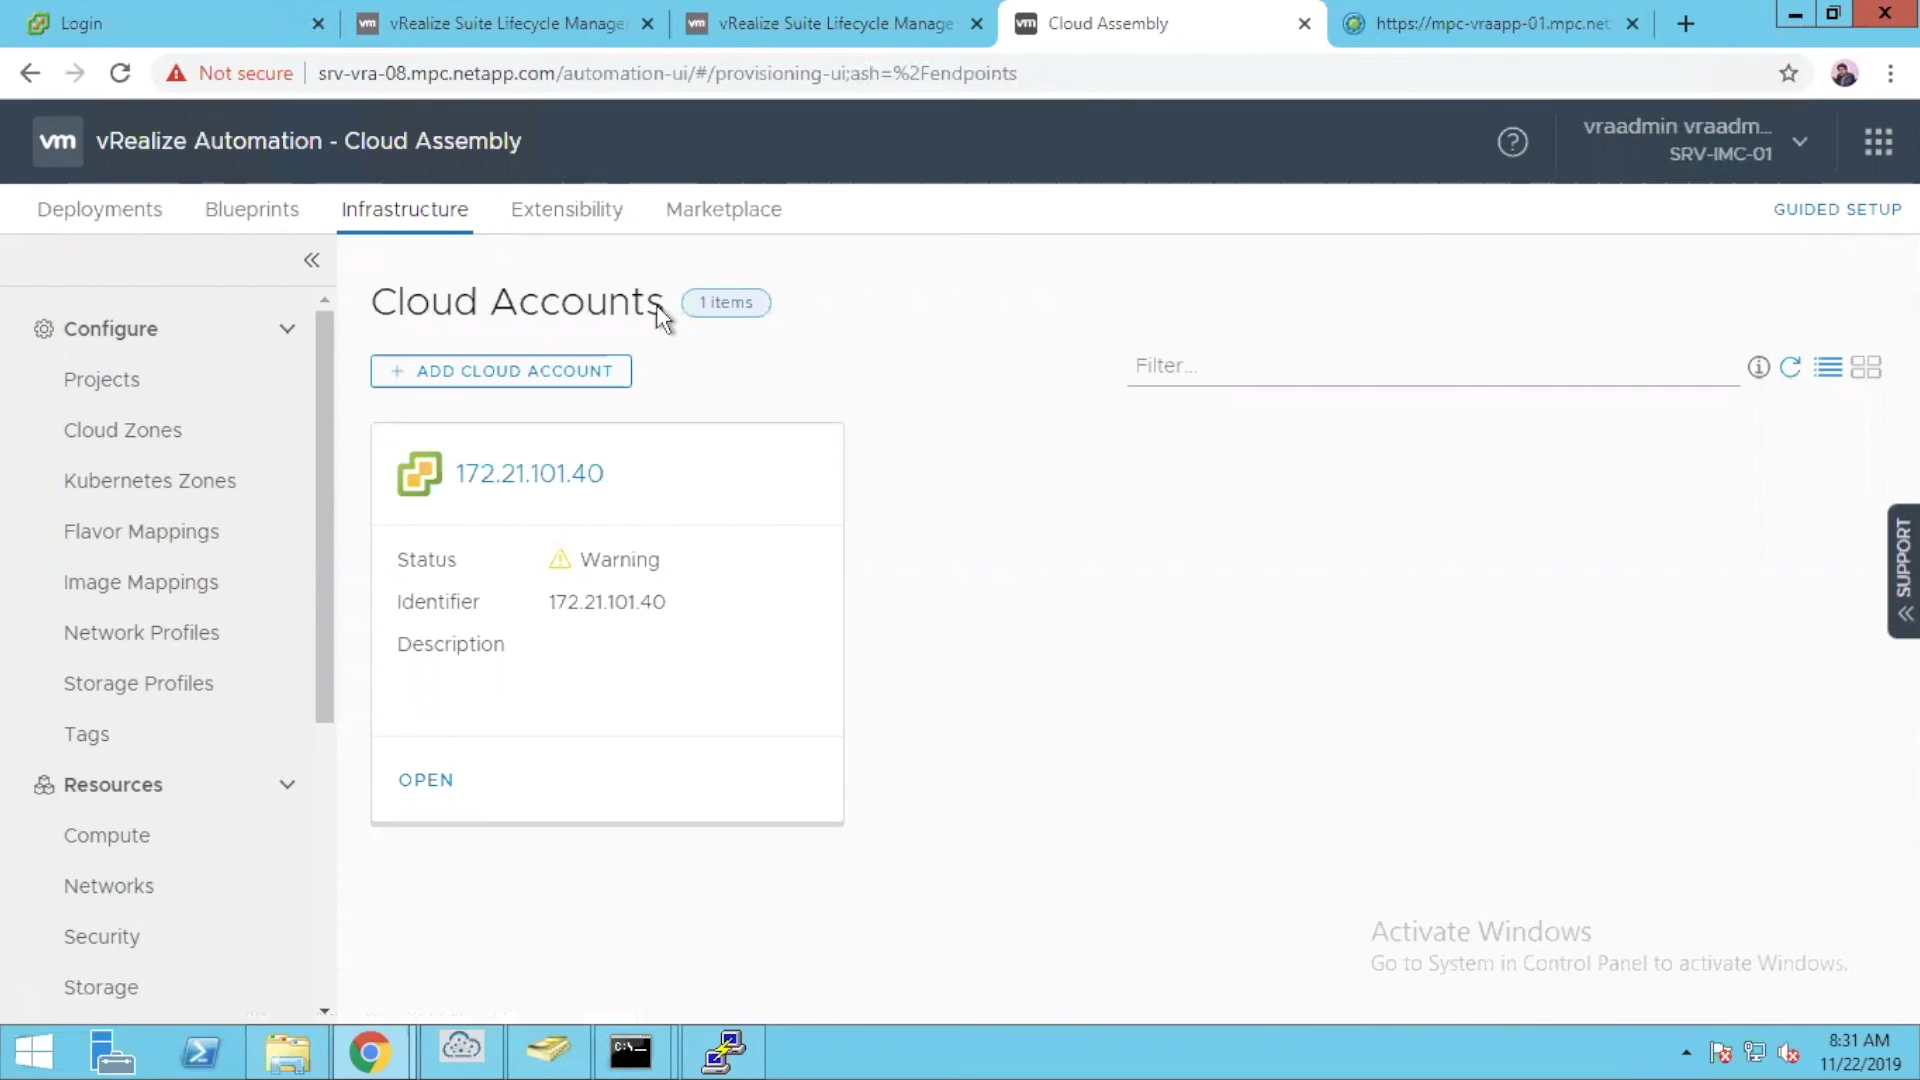 Login
vRealize Suite Lifecycle Manage
vRealize Suite Lifecycle Manage
vm Cloud Assembly
https://mpc-vraapp-01.mpc.net
Not secure srv-vra-08.mpc.netapp.com/automation-ui/#/provisioning-ui;ash=%2Fendpoints
vm vRealize Automation - Cloud Assembly
vraadmin vraadm...
SRV-IMC-01
Deployments Blueprints Infrastructure Extensibility Marketplace GUIDED SETUP
Configure
Projects
Cloud Zones
Kubernetes Zones
Flavor Mappings
Image Mappings
Network Profiles
Storage Profiles
Tags
Resources
Compute
Networks
Security
Storage
Cloud Accounts 1 items
+ ADD CLOUD ACCOUNT
Filter...
172.21.101.40
Status Warning
Identifier 172.21.101.40
Description
OPEN
SUPPORT
Activate Windows
Go to System in Control Panel to activate Windows.
C:\_
8:31 AM
11/22/2019